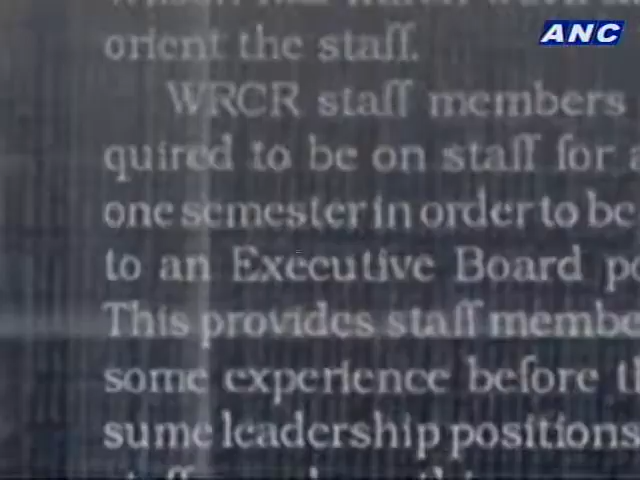 ANC
orient the staff.
WRCR staff members
quired to be on staff for a
one semester in order to be
to an Executive Board po
This provides staff membe
some experience before th
sume leadership positions